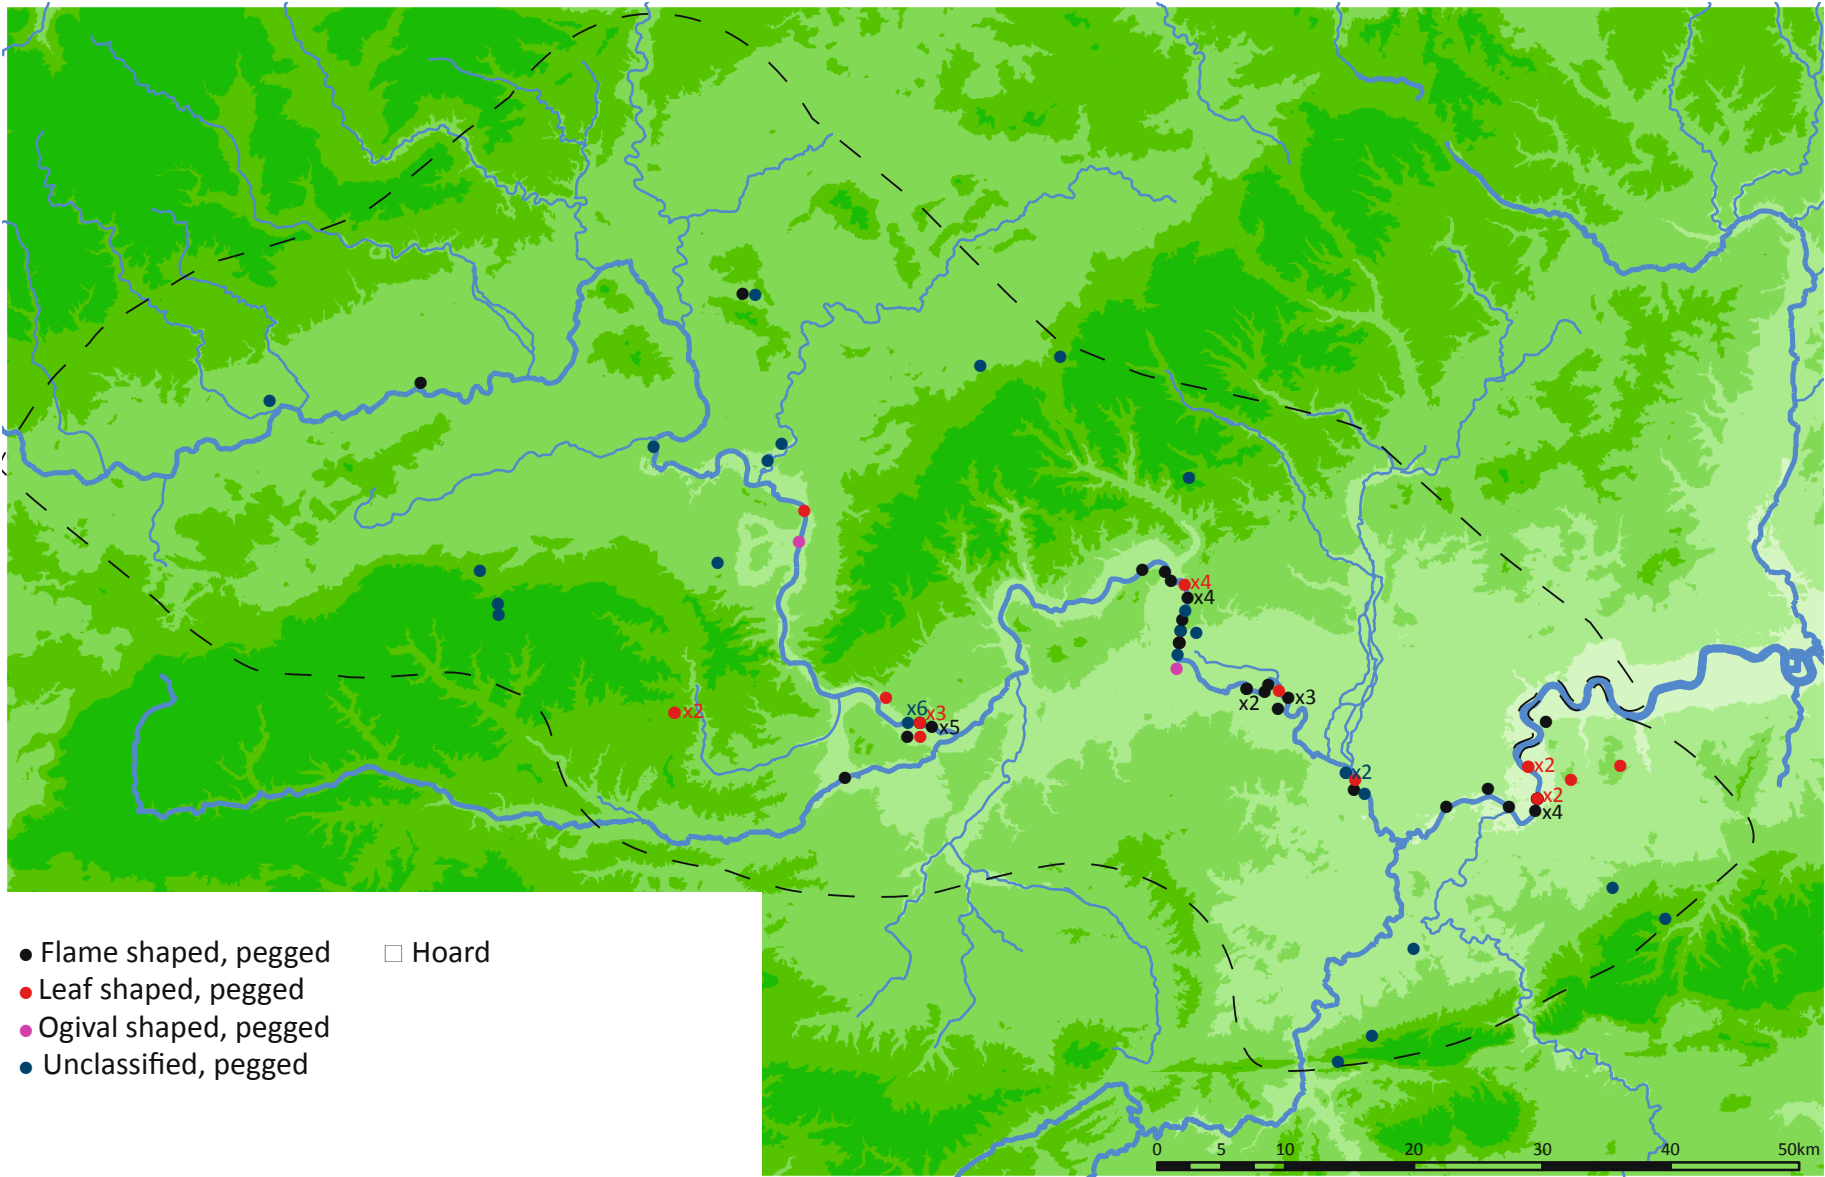 x4
x4
x2
x6
x3
x5
x2
x3
x2
x2
x2
x4
Flame shaped, pegged
Hoard
Leaf shaped, pegged
Ogival shaped, pegged
Unclassified, pegged
0 5 10 20 30 40 50km